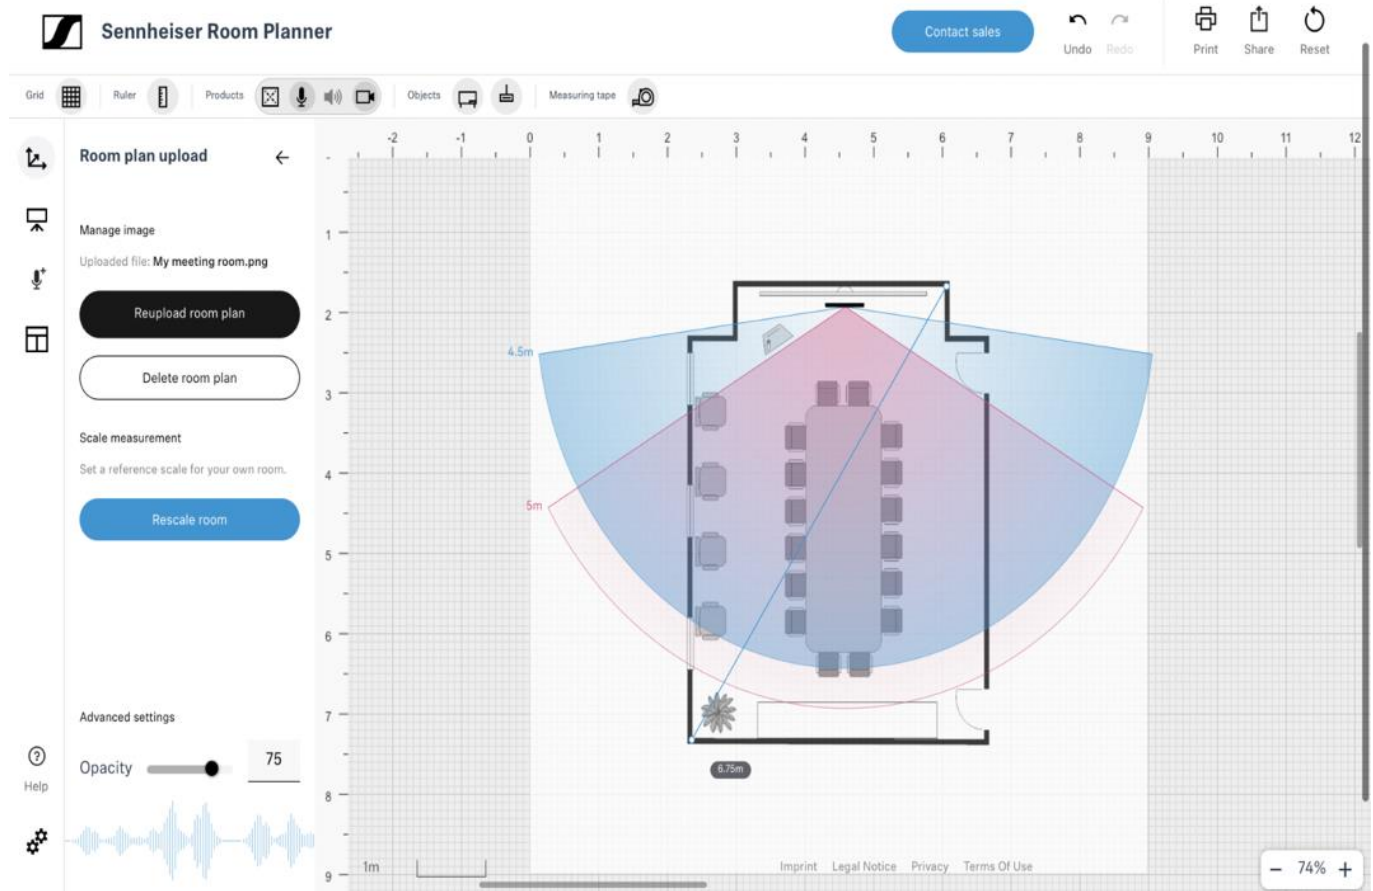 Sennheiser Room Planner
Contact sales
Undo
Redo
Print
Share
Reset
Grid
Ruler
Products
Objects
Measuring tape
Room plan upload
Manage image
Uploaded file: My meeting room.png
Reupload room plan
Delete room plan
Scale measurement
Set a reference scale for your own room.
Rescale room
Advanced settings
Opacity
75
Help
-2 -1 0 1 2 3 4 5 6 7 8 9 10 11 12
1
2
3
4
5
6
7
8
9
4.5m
5m
6.75m
1m
Imprint Legal Notice Privacy Terms Of Use
- 74% +